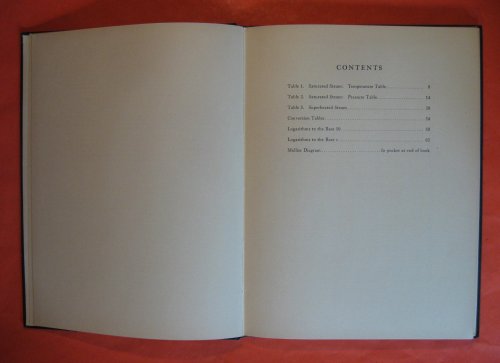 CONTENTS
Table 1. Saturated Steam: Temperature Table
Table 2. Saturated Steam: Pressure Table
Table 3. Superheated Steam
Conversion Tables
Logarithms to the Base 10
Logarithms to the Base e
Mollier Diagram In pocket at end of book